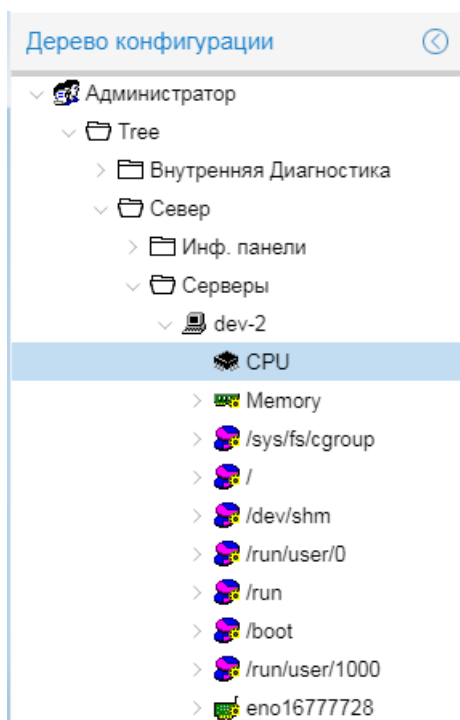 Дерево конфигурации
Администратор
Tree
Внутренняя Диагностика
Север
Инф. панели
Серверы
dev-2
CPU
Memory
/sys/fs/cgroup
/
/dev/shm
/run/user/0
/run
/boot
/run/user/1000
eno16777728